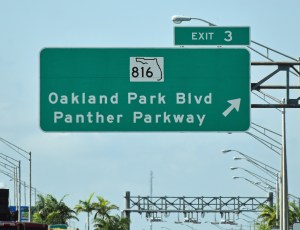 EXIT 3
816
Oakland Park Blvd
Panther Parkway